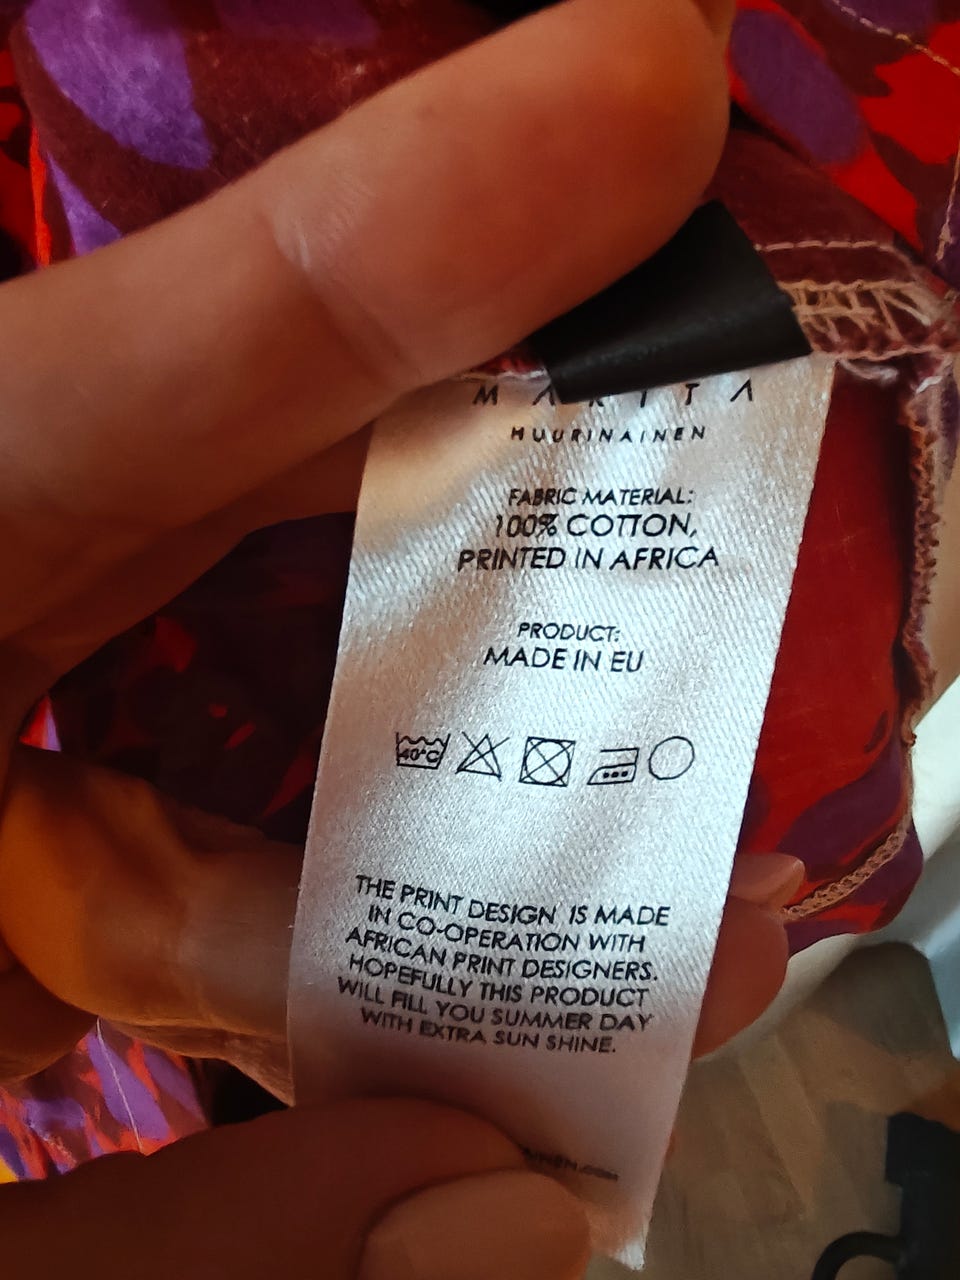 MARITA
HUURINAINEN
FABRIC MATERIAL:
100% COTTON,
PRINTED IN AFRICA
PRODUCT:
MADE IN EU
40°C
THE PRINT DESIGN IS MADE
IN CO-OPERATION WITH
AFRICAN PRINT DESIGNERS.
HOPEFULLY THIS PRODUCT
WILL FILL YOU SUMMER DAY
WITH EXTRA SUN SHINE.